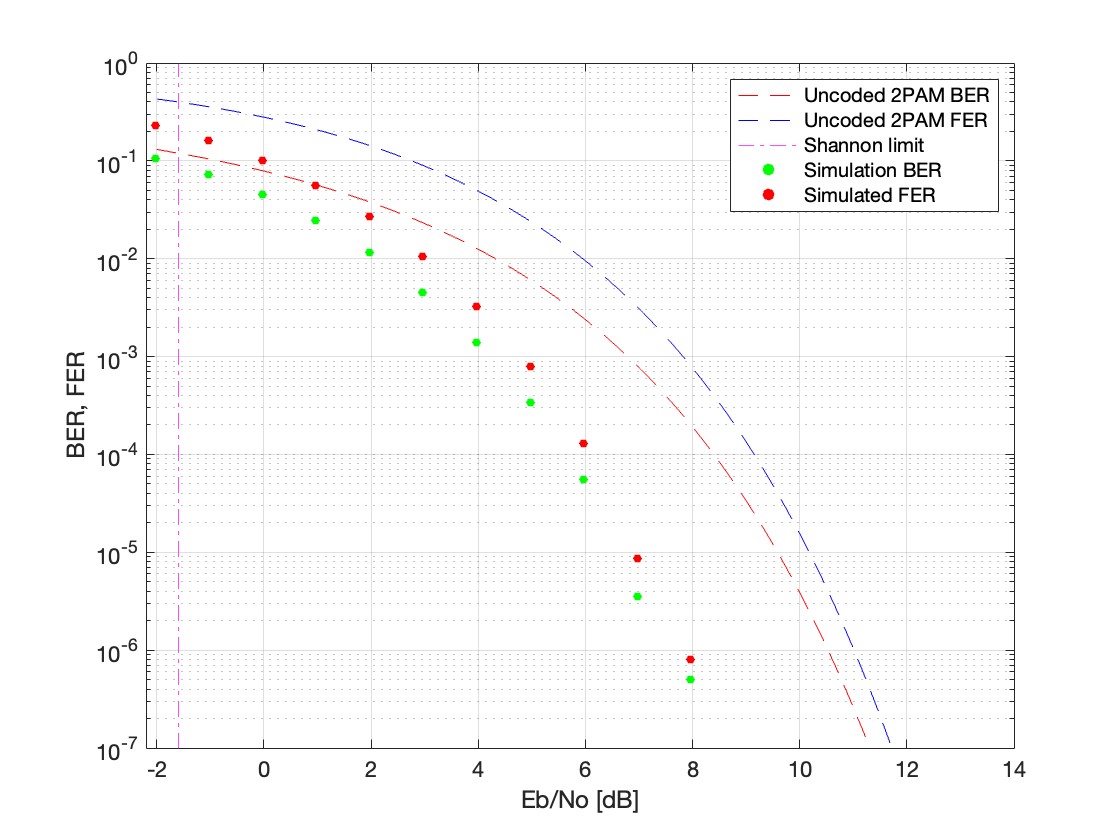 10^0
10^-1
10^-2
10^-3
10^-4
10^-5
10^-6
10^-7
BER, FER
-2 0 2 4 6 8 10 12 14
Eb/No [dB]
Uncoded 2PAM BER
Uncoded 2PAM FER
Shannon limit
Simulation BER
Simulated FER